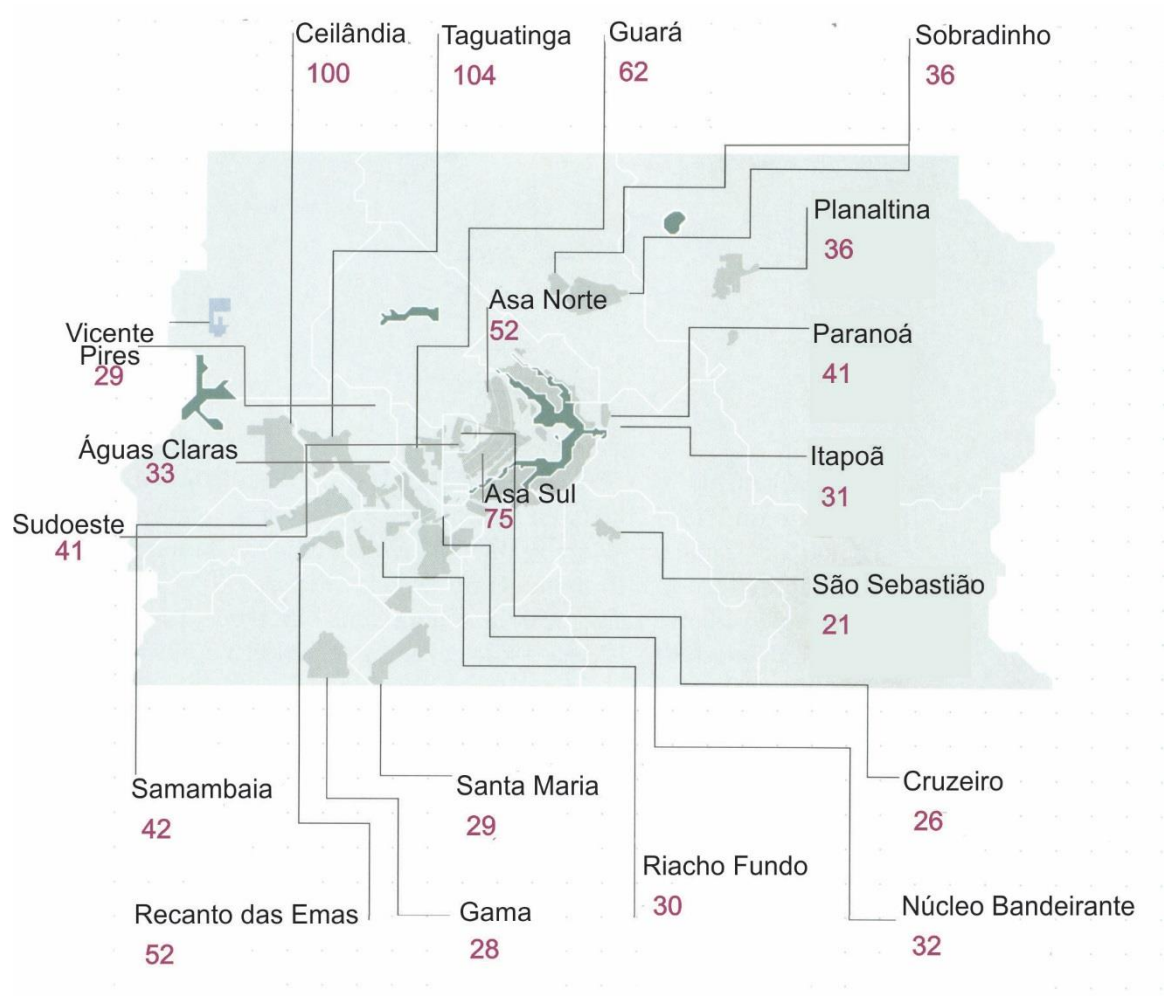 Ceilândia
100
Taguatinga
104
Guará
62
Sobradinho
36
Planaltina
36
Asa Norte
52
Vicente
Pires
29
Paranoá
41
Águas Claras
33
Itapoã
31
Asa Sul
75
Sudoeste
41
São Sebastião
21
Samambaia
42
Santa Maria
29
Cruzeiro
26
Riacho Fundo
30
Recanto das Emas
52
Gama
28
Núcleo Bandeirante
32